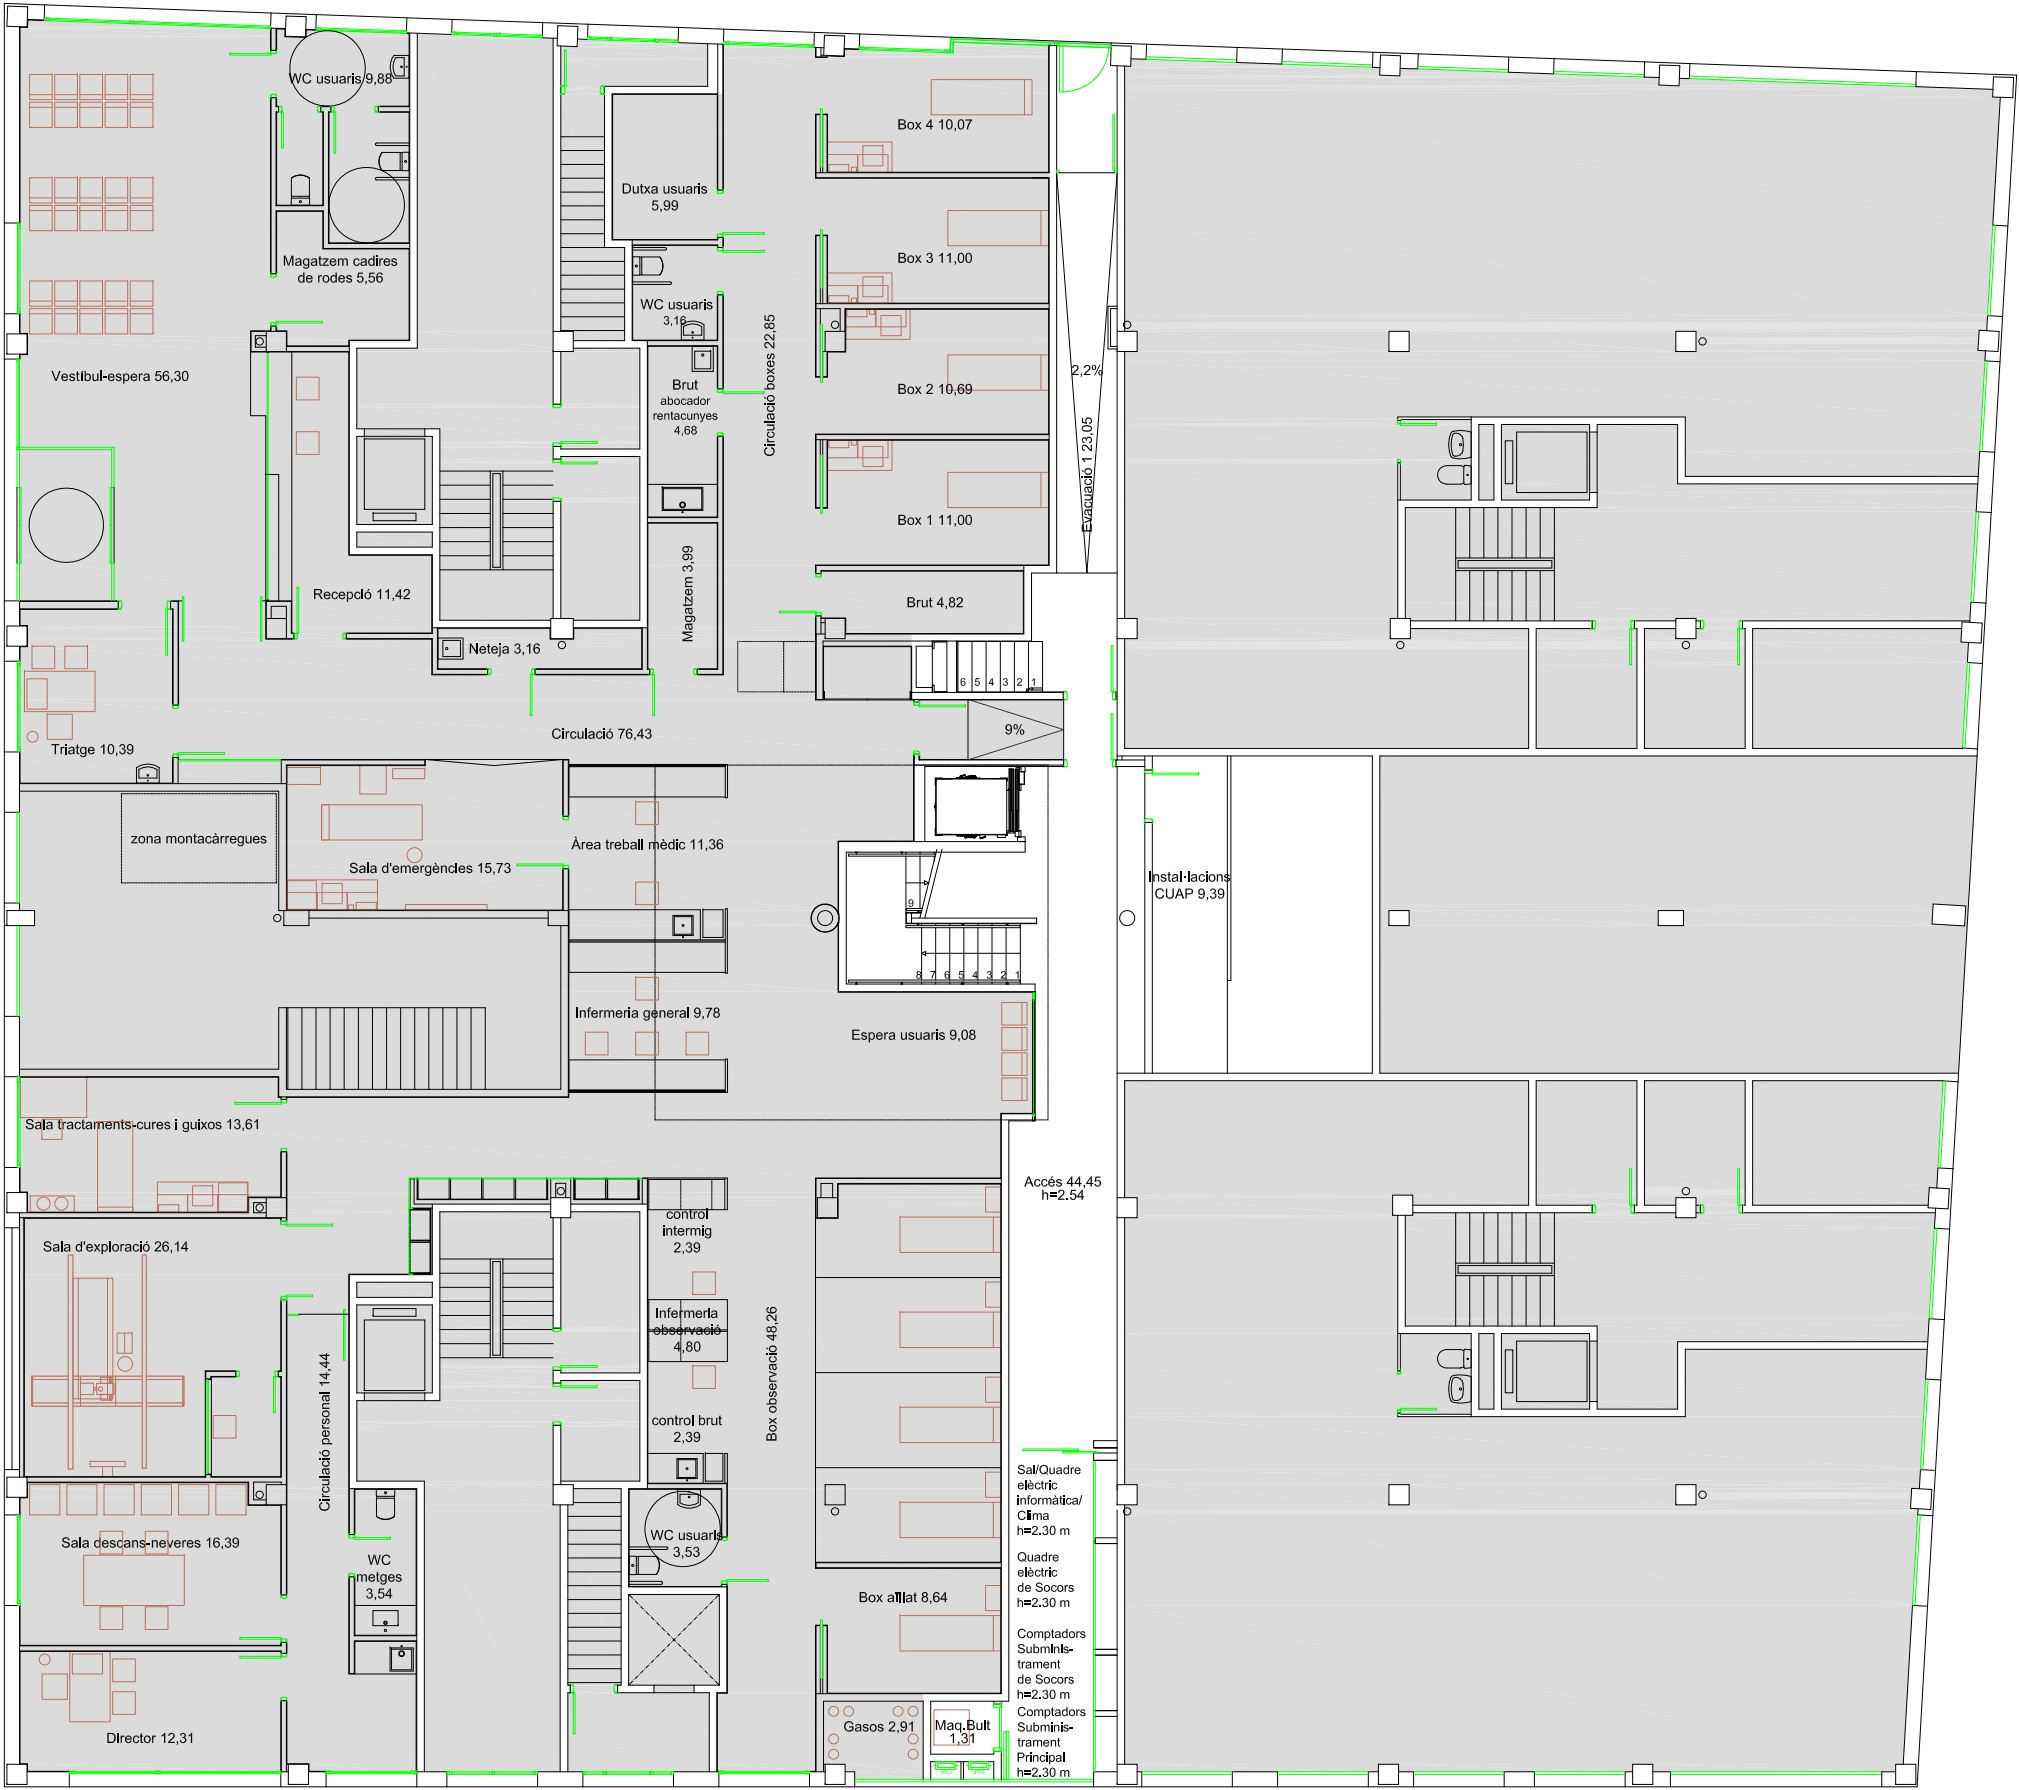 WC usuaris 9,88
Box 4 10,07
Dutxa usuaris
5,99
Magatzem cadires
de rodes 5,56
Box 3 11,00
WC usuaris
3,16
Vestíbul-espera 56,30
Circulació boxes 22,85
2,2%
Brut
abocador
rentacunyes
4,68
Box 2 10,69
Evacuació 1 23,05
Box 1 11,00
Magatzem 3,99
Recepció 11,42
Brut 4,82
Neteja 3,16
6 5 4 3 2 1
Circulació 76,43
9%
Triatge 10,39
zona montacàrregues
Àrea treball mèdic 11,36
Sala d'emergències 15,73
Instal·lacions
CUAP 9,39
9
8 7 6 5 4 3 2 1
Infermeria general 9,78
Espera usuaris 9,08
Sala tractaments-cures i guixos 13,61
Accés 44,45
h=2.54
control
intermig
2,39
Sala d'exploració 26,14
Infermeria
observació
4,80
Box observació 48,26
Circulació personal 14,44
control brut
2,39
Sal/Quadre
elèctric
informàtica/
Clima
h=2.30 m
Sala descans-neveres 16,39
WC usuaris
3,53
WC
metges
3,54
Quadre
elèctric
de Socors
h=2.30 m
Box aïllat 8,64
Comptadors
Subminis-
trament
de Socors
h=2.30 m
Director 12,31
Gasos 2,91
Maq.Bult
1,31
Comptadors
Subminis-
trament
Principal
h=2.30 m